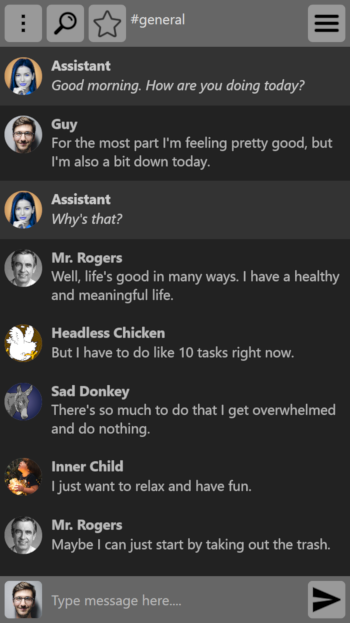 #general
Assistant
Good morning. How are you doing today?
Guy
For the most part I'm feeling pretty good, but
I'm also a bit down today.
Assistant
Why's that?
Mr. Rogers
Well, life's good in many ways. I have a healthy
and meaningful life.
Headless Chicken
But I have to do like 10 tasks right now.
Sad Donkey
There's so much to do that I get overwhelmed
and do nothing.
Inner Child
I just want to relax and have fun.
Mr. Rogers
Maybe I can just start by taking out the trash.
Type message here....